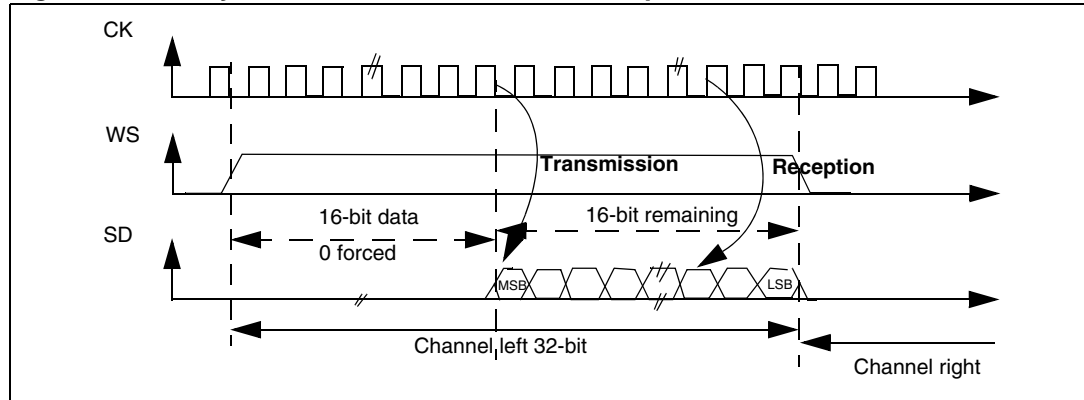 CK
WS
Transmission
Reception
16-bit data
16-bit remaining
SD
0 forced
MSB
LSB
Channel left 32-bit
Channel right